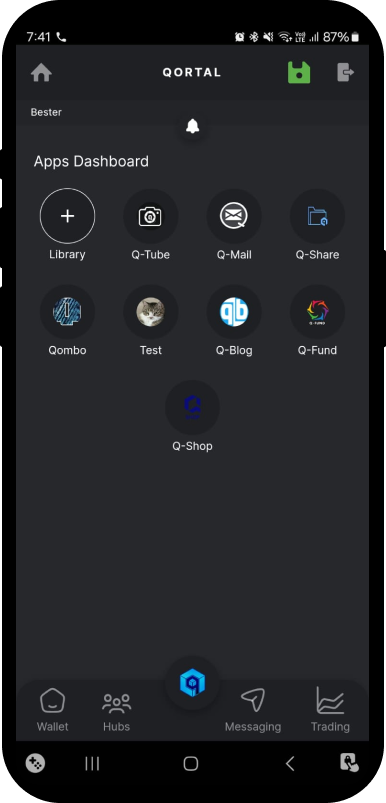 7:41 87%
QORTAL
Bester
Apps Dashboard
Library Q-Tube Q-Mail Q-Share
Qombo Test Q-Blog Q-Fund
Q-Shop
Wallet Hubs Messaging Trading